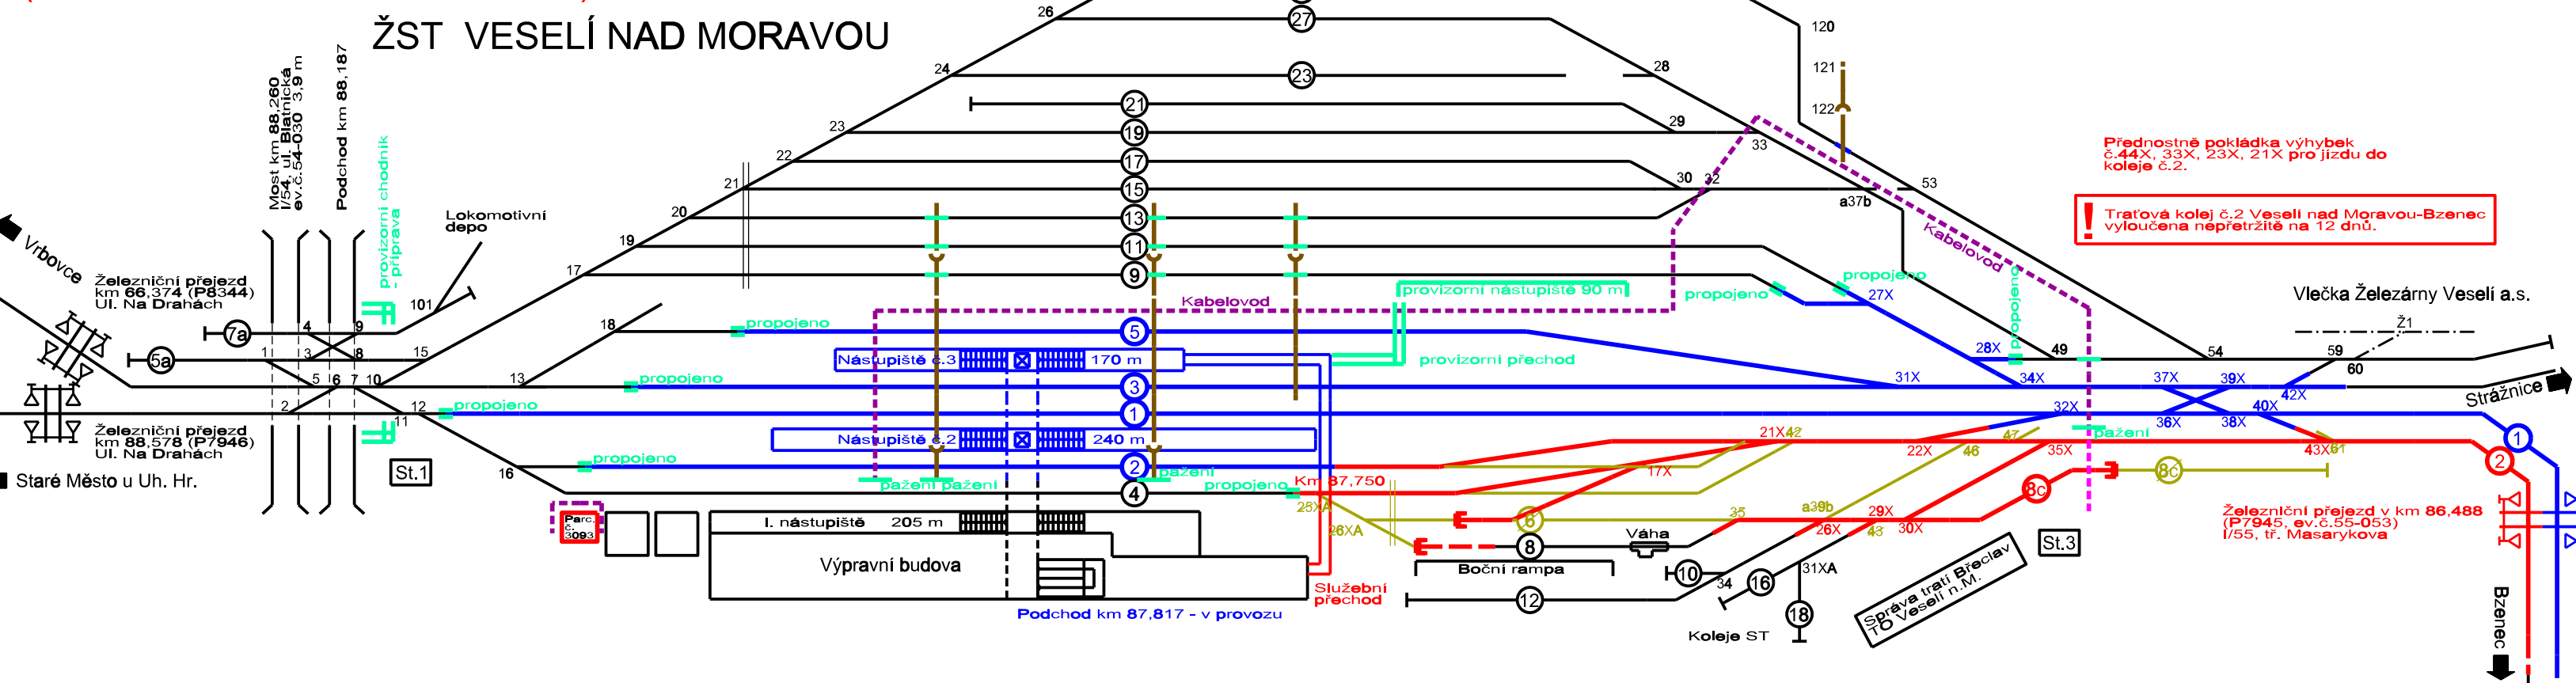 ŽST VESELÍ NAD MORAVOU
Most km 88,260
I/54, ul. Blatnická
ev.č.54-030 3,9 m
Podchod km 88,187
provizorní chodník
- příprava
Lokomotivní
depo
Vrbovce
Železniční přejezd
km 66,374 (P8344)
Ul. Na Drahách
Železniční přejezd
km 88,578 (P7946)
Ul. Na Drahách
Staré Město u Uh. Hr.
St.1
7a
5a
1
2
3
4
5
6
7
8
9
10
11
12
13
15
16
17
18
19
20
21
22
23
24
26
101
27
23
21
19
17
15
13
11
9
5
3
1
2
4
6
8
10
12
16
18
28
29
30
32
33
a37b
53
120
121
122
Kabelovod
Kabelovod
propojeno
propojeno
propojeno
propojeno
propojeno
propojeno
propojeno
propojeno
provizorní nástupiště 90 m
provizorní přechod
Nástupiště č.3 170 m
Nástupiště č.2 240 m
pažení pažení
pažení
pažení
Km 87,750
Parc.
č.
3093
I. nástupiště 205 m
Výpravní budova
Služební
přechod
Podchod km 87,817 - v provozu
25XA
26XA
Váha
Boční rampa
Koleje ST
34
31XA
35
a39b
26X
29X
30X
43
17X
21X
42
22X
46
47
35X
8c
8c
27X
28X
31X
34X
32X
49
54
59
60
Ž1
37X
39X
42X
36X
38X
40X
43X
61
1
2
Správa tratí Břeclav
TO Veselí n.M.
St.3
Přednostně pokládka výhybek
č.44X, 33X, 23X, 21X pro jízdu do
koleje č.2.
! Traťová kolej č.2 Veselí nad Moravou-Bzenec
vyloučena nepřetržitě na 12 dnů.
Vlečka Železárny Veselí a.s.
Strážnice
Železniční přejezd v km 86,488
(P7945, ev.č.55-053)
I/55, tř. Masarykova
Bzenec